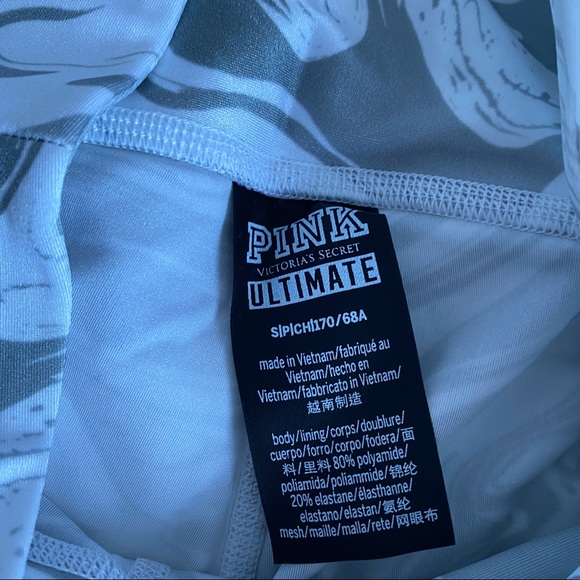 PINK
VICTORIA'S SECRET
ULTIMATE
S|P|CH|170/68A
made in Vietnam/fabriqué au
Vietnam/hecho en
Vietnam/fabbricato in Vietnam/
越南制造
body/lining/corps/doublure/
cuerpo/forro/corpo/fodera/面
料/里料 80% polyamide/
poliamida/poliammide/锦纶
20% elastane/élasthanne/
elastano/elastan/氨纶
mesh/maille/malla/rete/网眼布